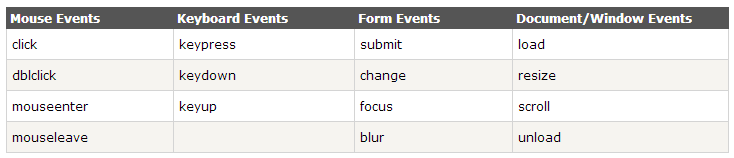 Mouse Events Keyboard Events Form Events Document/Window Events
click keypress submit load
dblclick keydown change resize
mouseenter keyup focus scroll
mouseleave blur unload